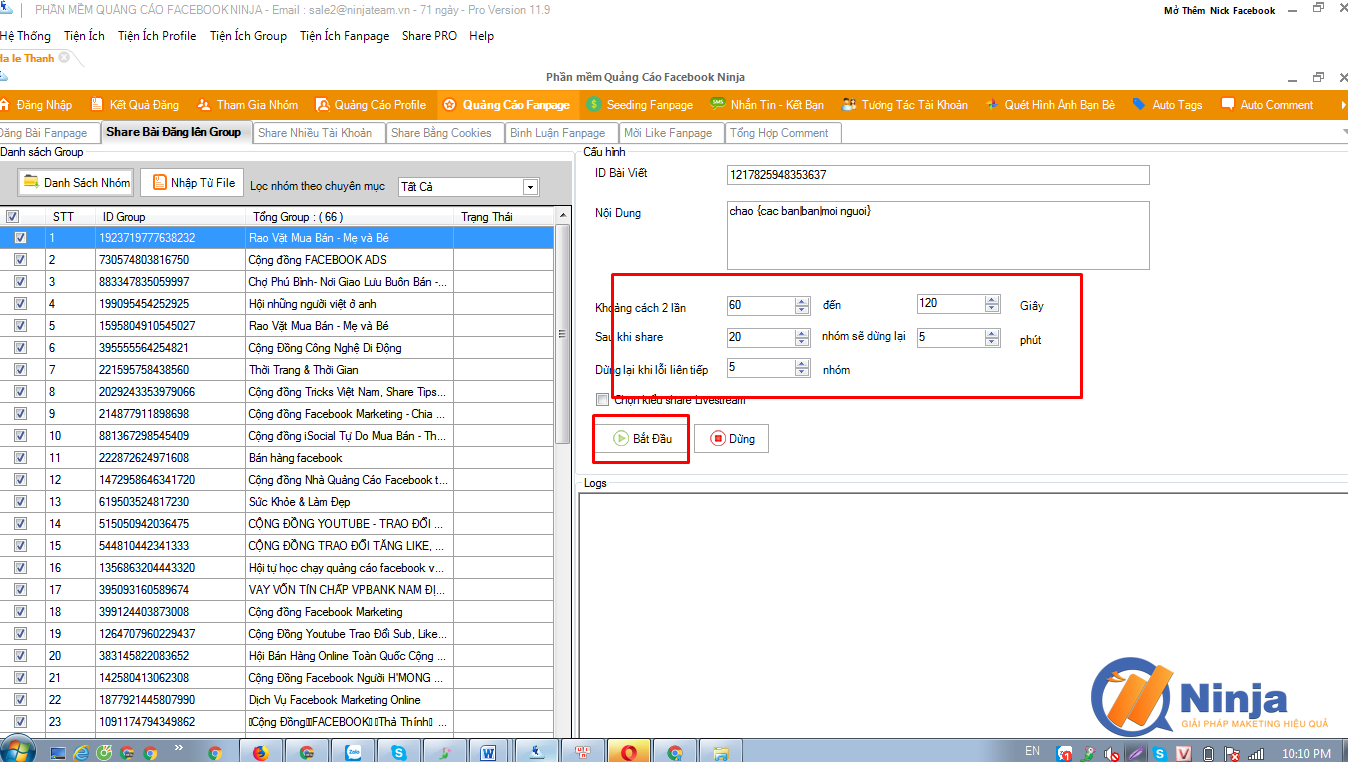 PHẦN MỀM QUẢNG CÁO FACEBOOK NINJA - Email : sale2@ninjateam.vn - 71 ngày - Pro Version 11.9
Mở Thêm Nick Facebook
Hệ Thống Tiện Ích Tiện Ích Profile Tiện Ích Group Tiện Ích Fanpage Share PRO Help
Ha le Thanh
Phần mềm Quảng Cáo Facebook Ninja
Đăng Nhập Kết Quả Đăng Tham Gia Nhóm Quảng Cáo Profile Quảng Cáo Fanpage Seeding Fanpage Nhắn Tin - Kết Bạn Tương Tác Tài Khoản Quét Hình Ảnh Bạn Bè Auto Tags Auto Comment
Đăng Bài Fanpage Share Bài Đăng lên Group Share Nhiều Tài Khoản Share Bằng Cookies Bình Luận Fanpage Mời Like Fanpage Tổng Hợp Comment
Danh sách Group
Danh Sách Nhóm Nhập Từ File Lọc nhóm theo chuyên mục Tất Cả
STT ID Group Tổng Group : ( 66 ) Trạng Thái
1 1923719777638232 Rao Vặt Mua Bán - Mẹ và Bé
2 730574803816750 Cộng đồng FACEBOOK ADS
3 883347835059997 Chợ Phú Bình- Nơi Giao Lưu Buôn Bán -...
4 199095454252925 Hội những người việt ở anh
5 1595804910545027 Rao Vặt Mua Bán - Mẹ và Bé
6 395555564254821 Cộng Đồng Công Nghệ Di Động
7 221595758438560 Thời Trang & Thời Gian
8 2029243353979066 Cộng đồng Tricks Việt Nam, Share Tips...
9 214877911898698 Cộng đồng Facebook Marketing - Chia ...
10 881367298545409 Cộng đồng iSocial Tự Do Mua Bán - Th...
11 222872624971608 Bán hàng facebook
12 1472958646341720 Cộng đồng Nhà Quảng Cáo Facebook t...
13 619503524817230 Sức Khỏe & Làm Đẹp
14 515050942036475 CỘNG ĐỒNG YOUTUBE - TRAO ĐỔI ...
15 544810442341333 CỘNG ĐỒNG TRAO ĐỔI TĂNG LIKE, ...
16 1356863204443320 Hội tự học chạy quảng cáo facebook v...
17 395093160589674 VAY VỐN TÍN CHẤP VPBANK NAM ĐỊ...
18 399124403873008 Cộng đồng Facebook Marketing
19 1264707960229437 Cộng Đồng Youtube Trao Đổi Sub, Like...
20 383145822083652 Hội Bán Hàng Online Toàn Quốc Cộng ...
21 142580413062308 Cộng Đồng Facebook Người H'MONG ...
22 1877921445807990 Dịch Vụ Facebook Marketing Online
23 1091174794349862 Cộng Đồng FACEBOOK Thả Thính ...
Cấu hình
ID Bài Viết 1217825948353637
Nội Dung chao {cac ban|ban|moi nguoi}
Khoảng cách 2 lần 60 đến 120 Giây
Sau khi share 20 nhóm sẽ dừng lại 5 phút
Dừng lại khi lỗi liên tiếp 5 nhóm
Chọn kiểu share Livestream
Bắt Đầu Dừng
Logs
Ninja
GIẢI PHÁP MAKETING HIỆU QUẢ
Zalo
EN 10:10 PM